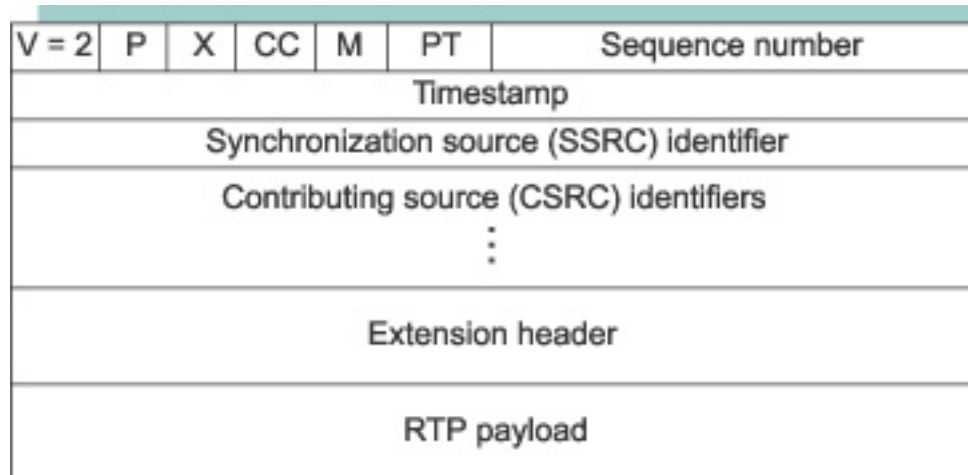 V = 2 P X CC M PT Sequence number
Timestamp
Synchronization source (SSRC) identifier
Contributing source (CSRC) identifiers
⋮
Extension header
RTP payload